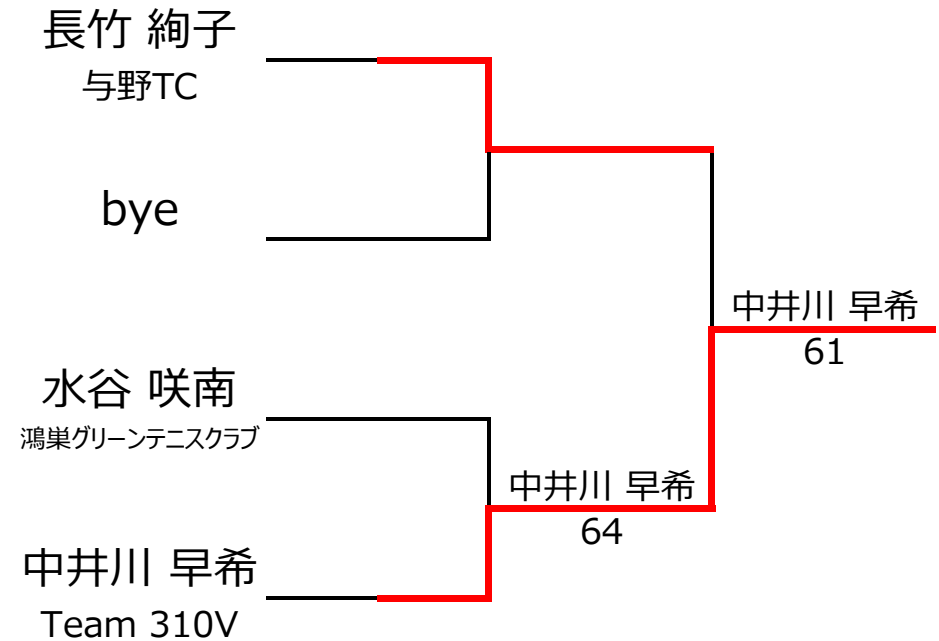 長竹 絢子
与野TC
bye
中井川 早希
61
水谷 咲南
鴻巣グリーンテニスクラブ
中井川 早希
64
中井川 早希
Team 310V